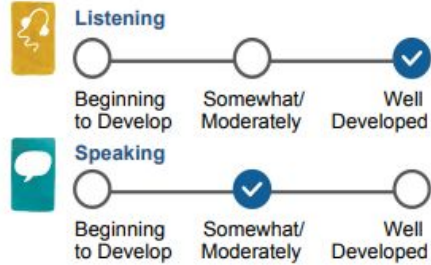 Listening
Beginning Somewhat/ Well
to Develop Moderately Developed
Speaking
Beginning Somewhat/ Well
to Develop Moderately Developed